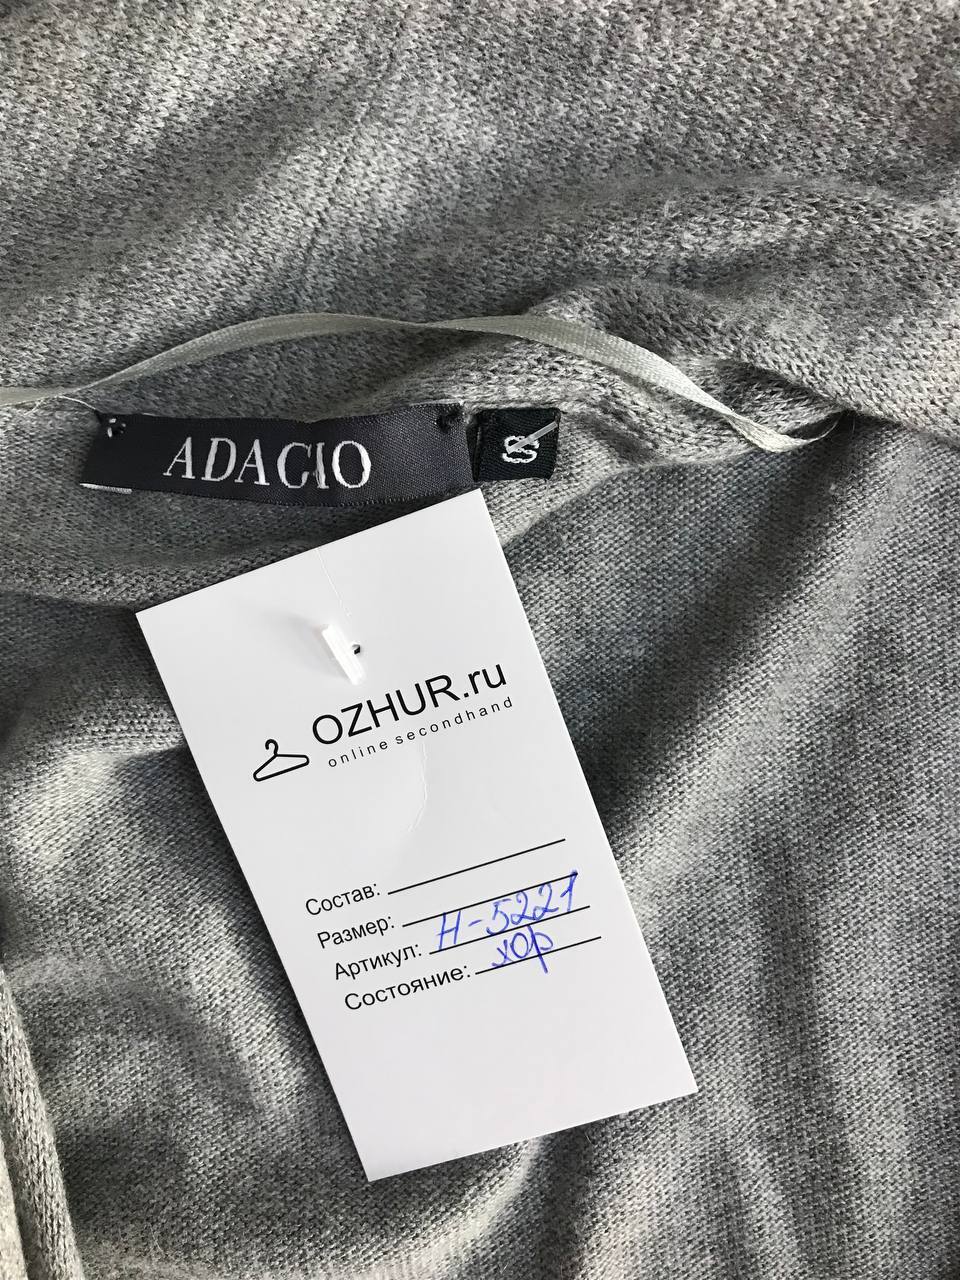 ADAGIO
S
OZHUR.ru
online secondhand
Состав:
Размер:
Артикул: Н-5221
Состояние: хор